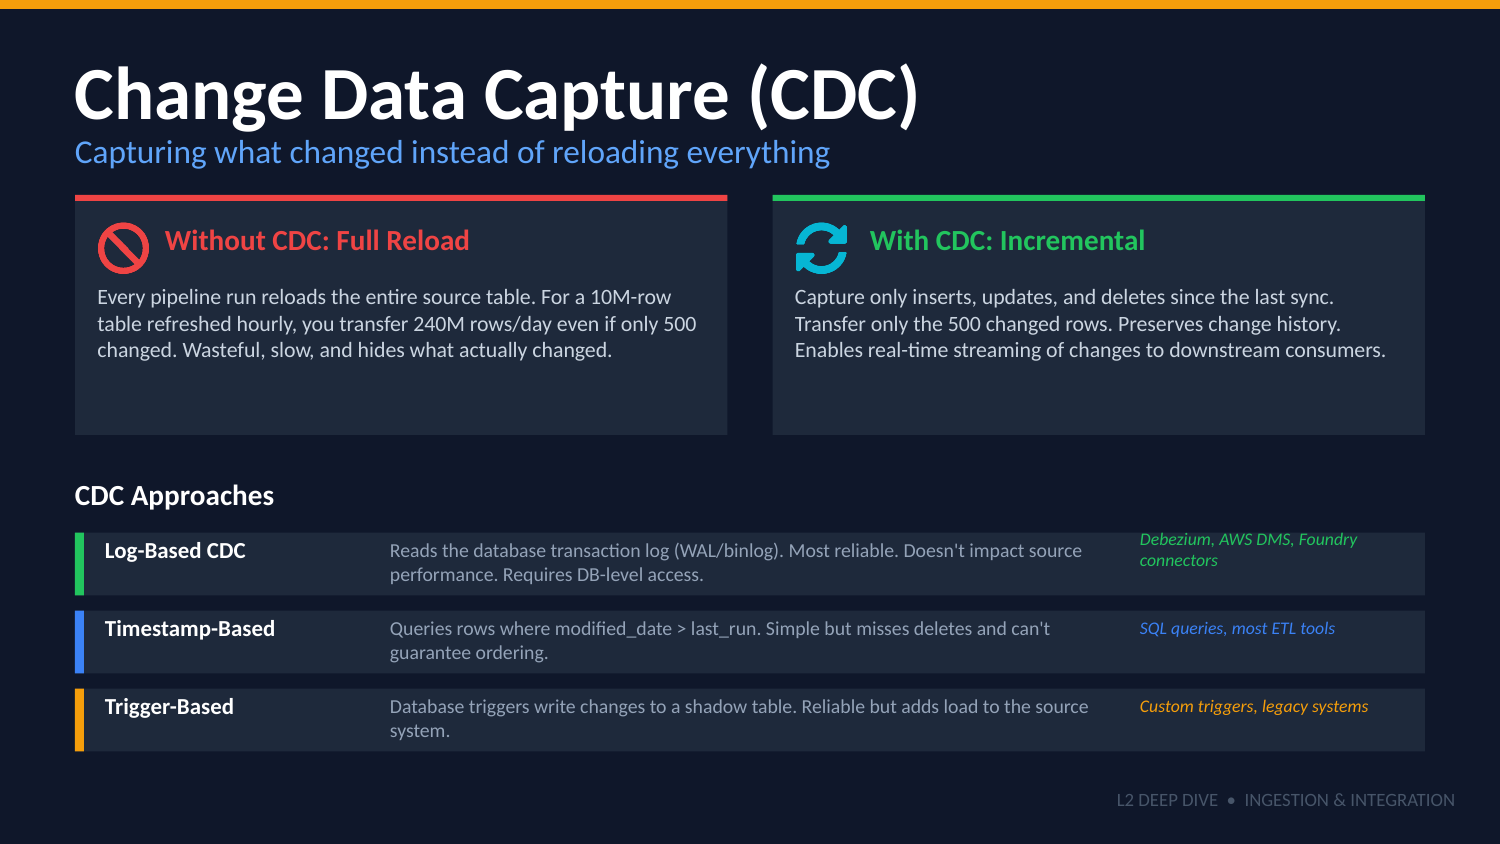 Change Data Capture (CDC)
Capturing what changed instead of reloading everything
Without CDC: Full Reload
Every pipeline run reloads the entire source table. For a 10M-row
table refreshed hourly, you transfer 240M rows/day even if only 500
changed. Wasteful, slow, and hides what actually changed.
With CDC: Incremental
Capture only inserts, updates, and deletes since the last sync.
Transfer only the 500 changed rows. Preserves change history.
Enables real-time streaming of changes to downstream consumers.
CDC Approaches
Log-Based CDC
Reads the database transaction log (WAL/binlog). Most reliable. Doesn't impact source
performance. Requires DB-level access.
Debezium, AWS DMS, Foundry
connectors
Timestamp-Based
Queries rows where modified_date > last_run. Simple but misses deletes and can't
guarantee ordering.
SQL queries, most ETL tools
Trigger-Based
Database triggers write changes to a shadow table. Reliable but adds load to the source
system.
Custom triggers, legacy systems
L2 DEEP DIVE • INGESTION & INTEGRATION